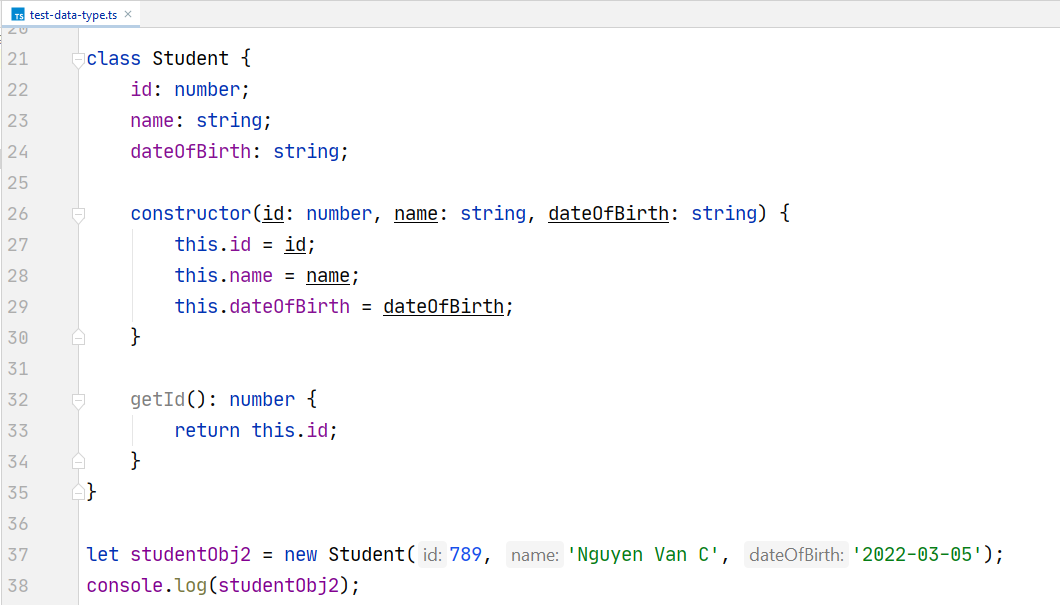 TS test-data-type.ts ×
20
21 class Student {
22     id: number;
23     name: string;
24     dateOfBirth: string;
25
26     constructor(id: number, name: string, dateOfBirth: string) {
27         this.id = id;
28         this.name = name;
29         this.dateOfBirth = dateOfBirth;
30     }
31
32     getId(): number {
33         return this.id;
34     }
35 }
36
37 let studentObj2 = new Student( id: 789, name: 'Nguyen Van C', dateOfBirth: '2022-03-05');
38 console.log(studentObj2);